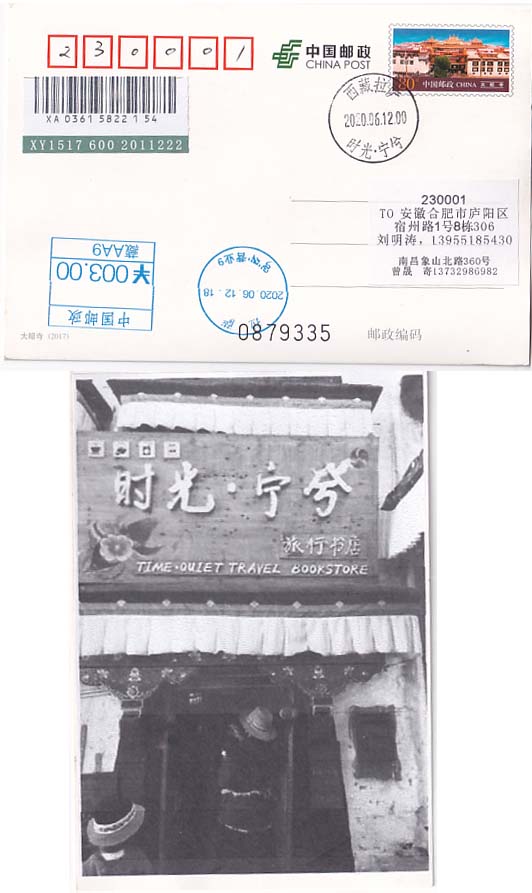 230001
中国邮政
CHINA POST
80分
中国邮政 CHINA 大昭寺
XA 0361 5822 1 54
XY1517 600 2011222
西藏拉萨
2020.06.12.00
时光·宁兮
230001
TO 安徽合肥市庐阳区
宿州路1号8栋306
刘明涛，13955185430
南昌象山北路360号
曾晟 寄13732986982
中国邮政
003.00
藏AA9
2020.06.12.18
0879335
邮政编码
大昭寺 (2017)
时光·宁兮
旅行书店
TIME·QUIET TRAVEL BOOKSTORE